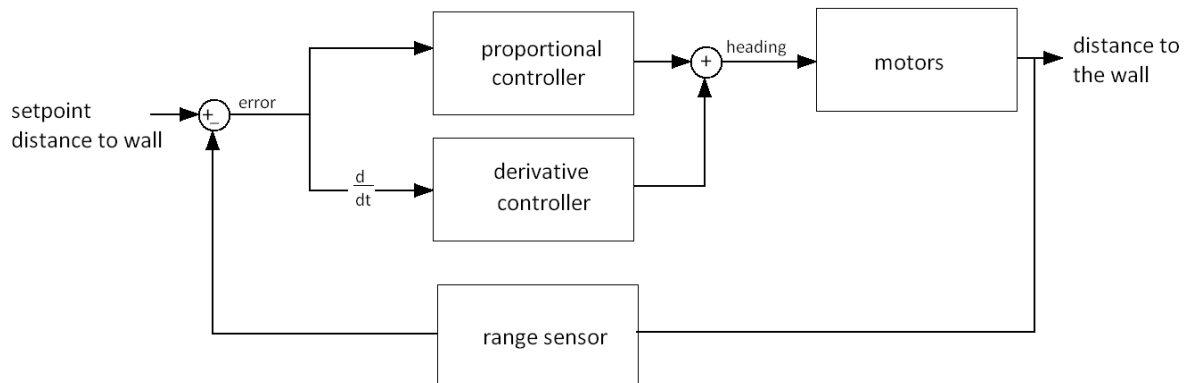 setpoint
distance to wall
+
−
error
proportional
controller
d
dt
derivative
controller
+
heading
motors
distance to
the wall
range sensor